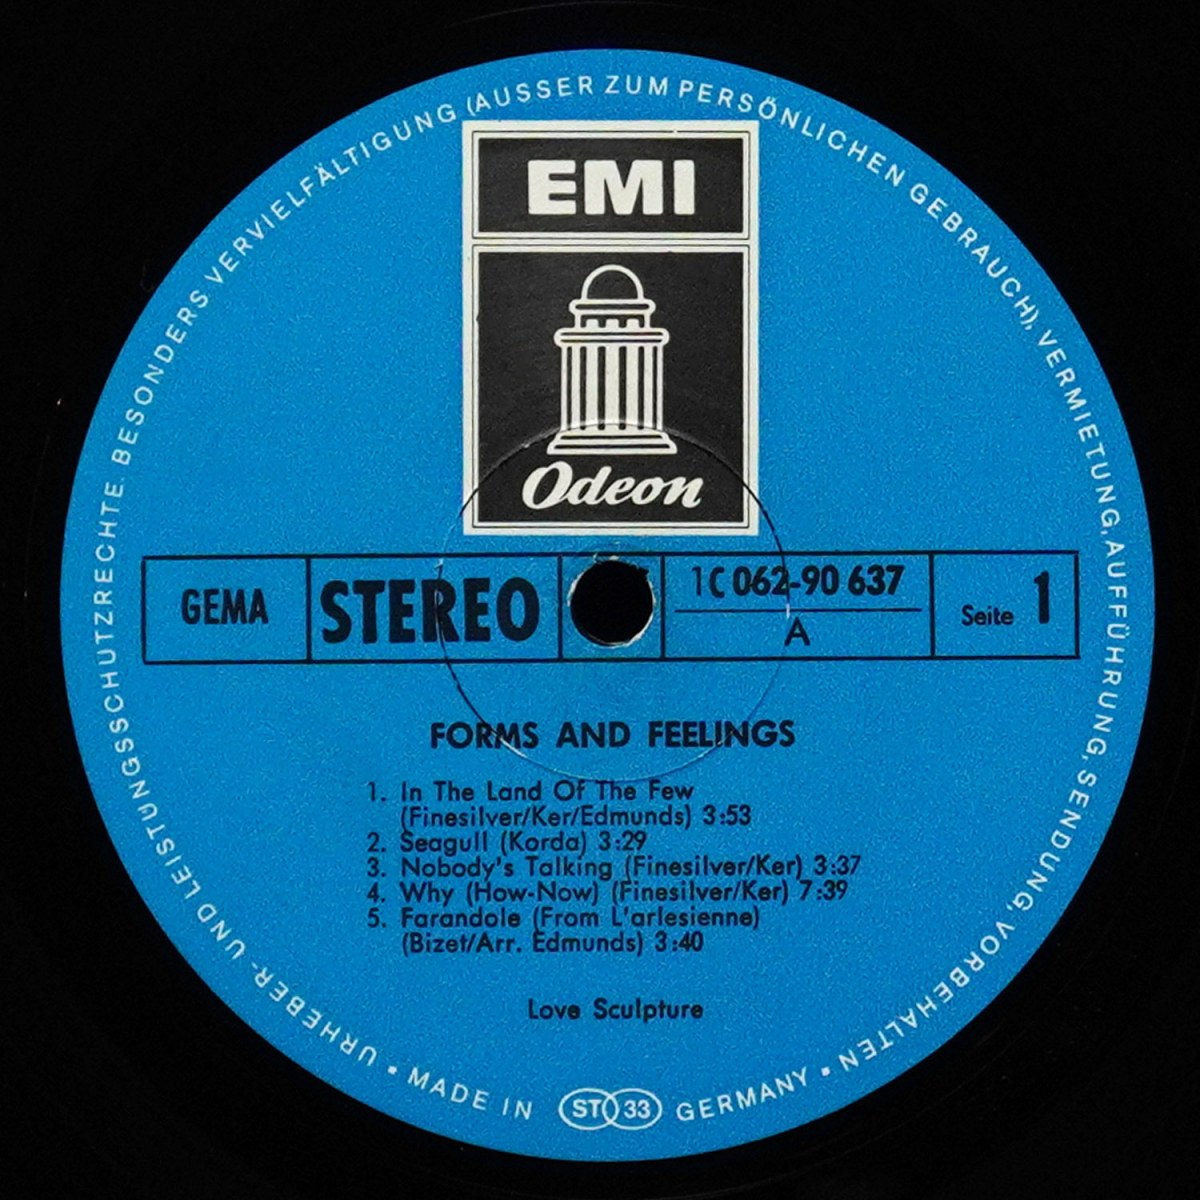 URHEBER- UND LEISTUNGSSCHUTZRECHTE. BESONDERS VERVIELFÄLTIGUNG (AUSSER ZUM PERSÖNLICHEN GEBRAUCH), VERMIETUNG, AUFFÜHRUNG, SENDUNG, VORBEHALTEN
EMI
Odeon
GEMA STEREO 1C 062-90 637 Seite 1
A
FORMS AND FEELINGS
1. In The Land Of The Few
(Finesilver/Ker/Edmunds) 3:53
2. Seagull (Korda) 3:29
3. Nobody's Talking (Finesilver/Ker) 3:37
4. Why (How-Now) (Finesilver/Ker) 7:39
5. Farandole (From L'arlesienne)
(Bizet/Arr. Edmunds) 3:40
Love Sculpture
• MADE IN ST 33 GERMANY •